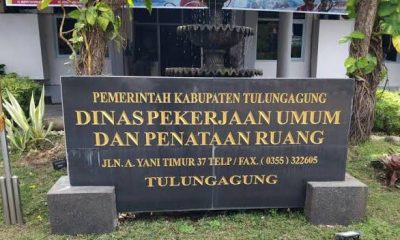 PEMERINTAH KABUPATEN TULUNGAGUNG
DINAS PEKERJAAN UMUM
DAN PENATAAN RUANG
JLN. A. YANI TIMUR 37 TELP / FAX. ( 0355 ) 322605
TULUNGAGUNG